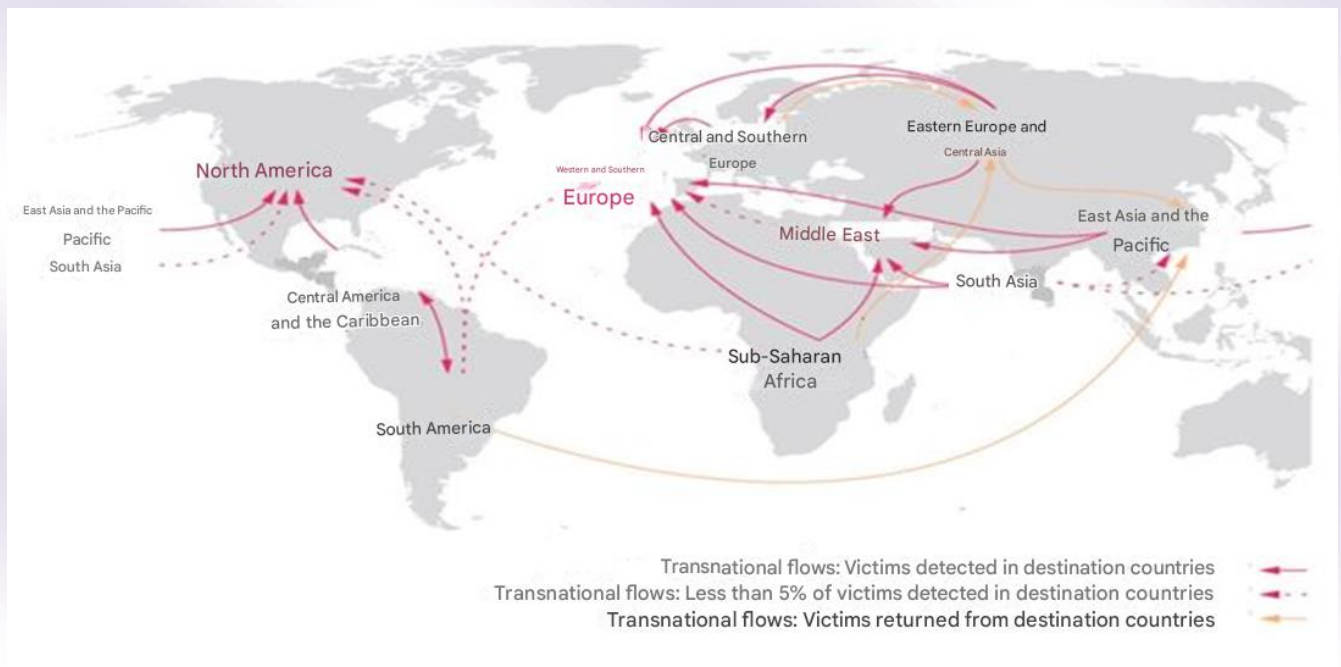 Central and Southern
Europe
Eastern Europe and
Central Asia
North America
Western and Southern
Europe
East Asia and the Pacific
Pacific
South Asia
East Asia and the
Pacific
Middle East
South Asia
Central America
and the Caribbean
Sub-Saharan
Africa
South America
Transnational flows: Victims detected in destination countries
Transnational flows: Less than 5% of victims detected in destination countries
Transnational flows: Victims returned from destination countries